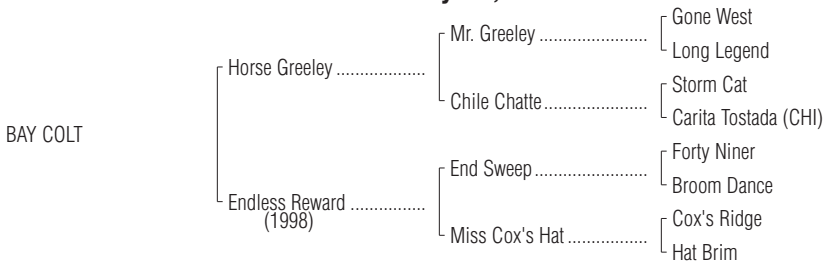 Gone West
Mr. Greeley ........................
Long Legend
Horse Greeley ...................
Storm Cat
Chile Chatte.......................
Carita Tostada (CHI)
BAY COLT
Forty Niner
End Sweep.........................
Broom Dance
Endless Reward ................
(1998)
Cox's Ridge
Miss Cox's Hat .................
Hat Brim